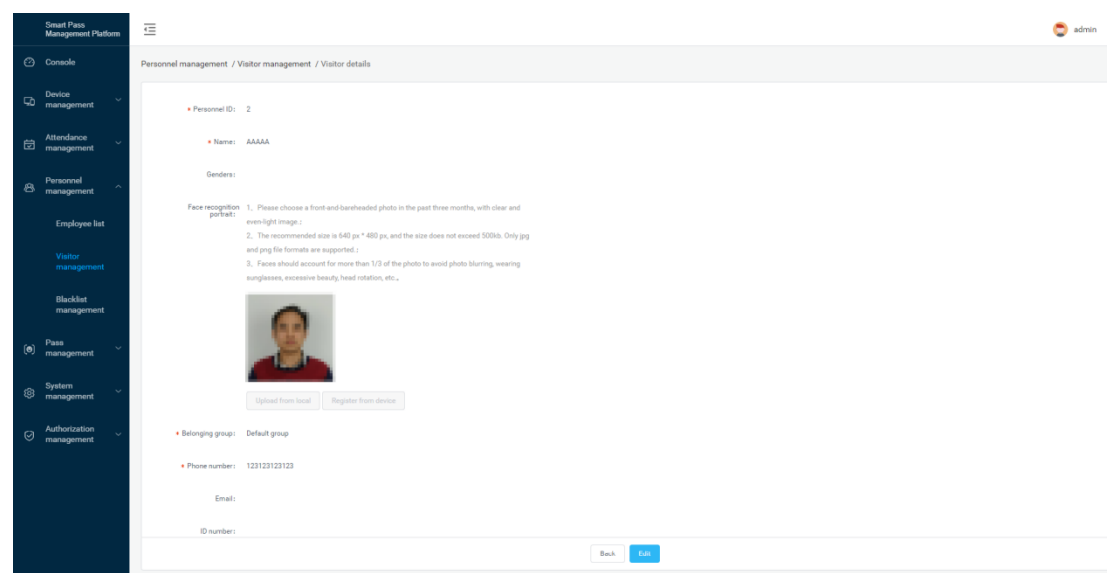 Smart Pass
Management Platform
admin
Console
Device
management
Attendance
management
Personnel
management
Employee list
Visitor
management
Blacklist
management
Pass
management
System
management
Authorization
management
Personnel management / Visitor management / Visitor details
* Personnel ID: 2
* Name: AAAAA
Genders:
Face recognition
portrait:
1、Please choose a front-and-bareheaded photo in the past three months, with clear and
even-light image.;
2、The recommended size is 640 px * 480 px, and the size does not exceed 500kb. Only jpg
and png file formats are supported.;
3、Faces should account for more than 1/3 of the photo to avoid photo blurring, wearing
sunglasses, excessive beauty, head rotation, etc.。
Upload from local Register from device
* Belonging group: Default group
* Phone number: 123123123123
Email:
ID number:
Back Edit